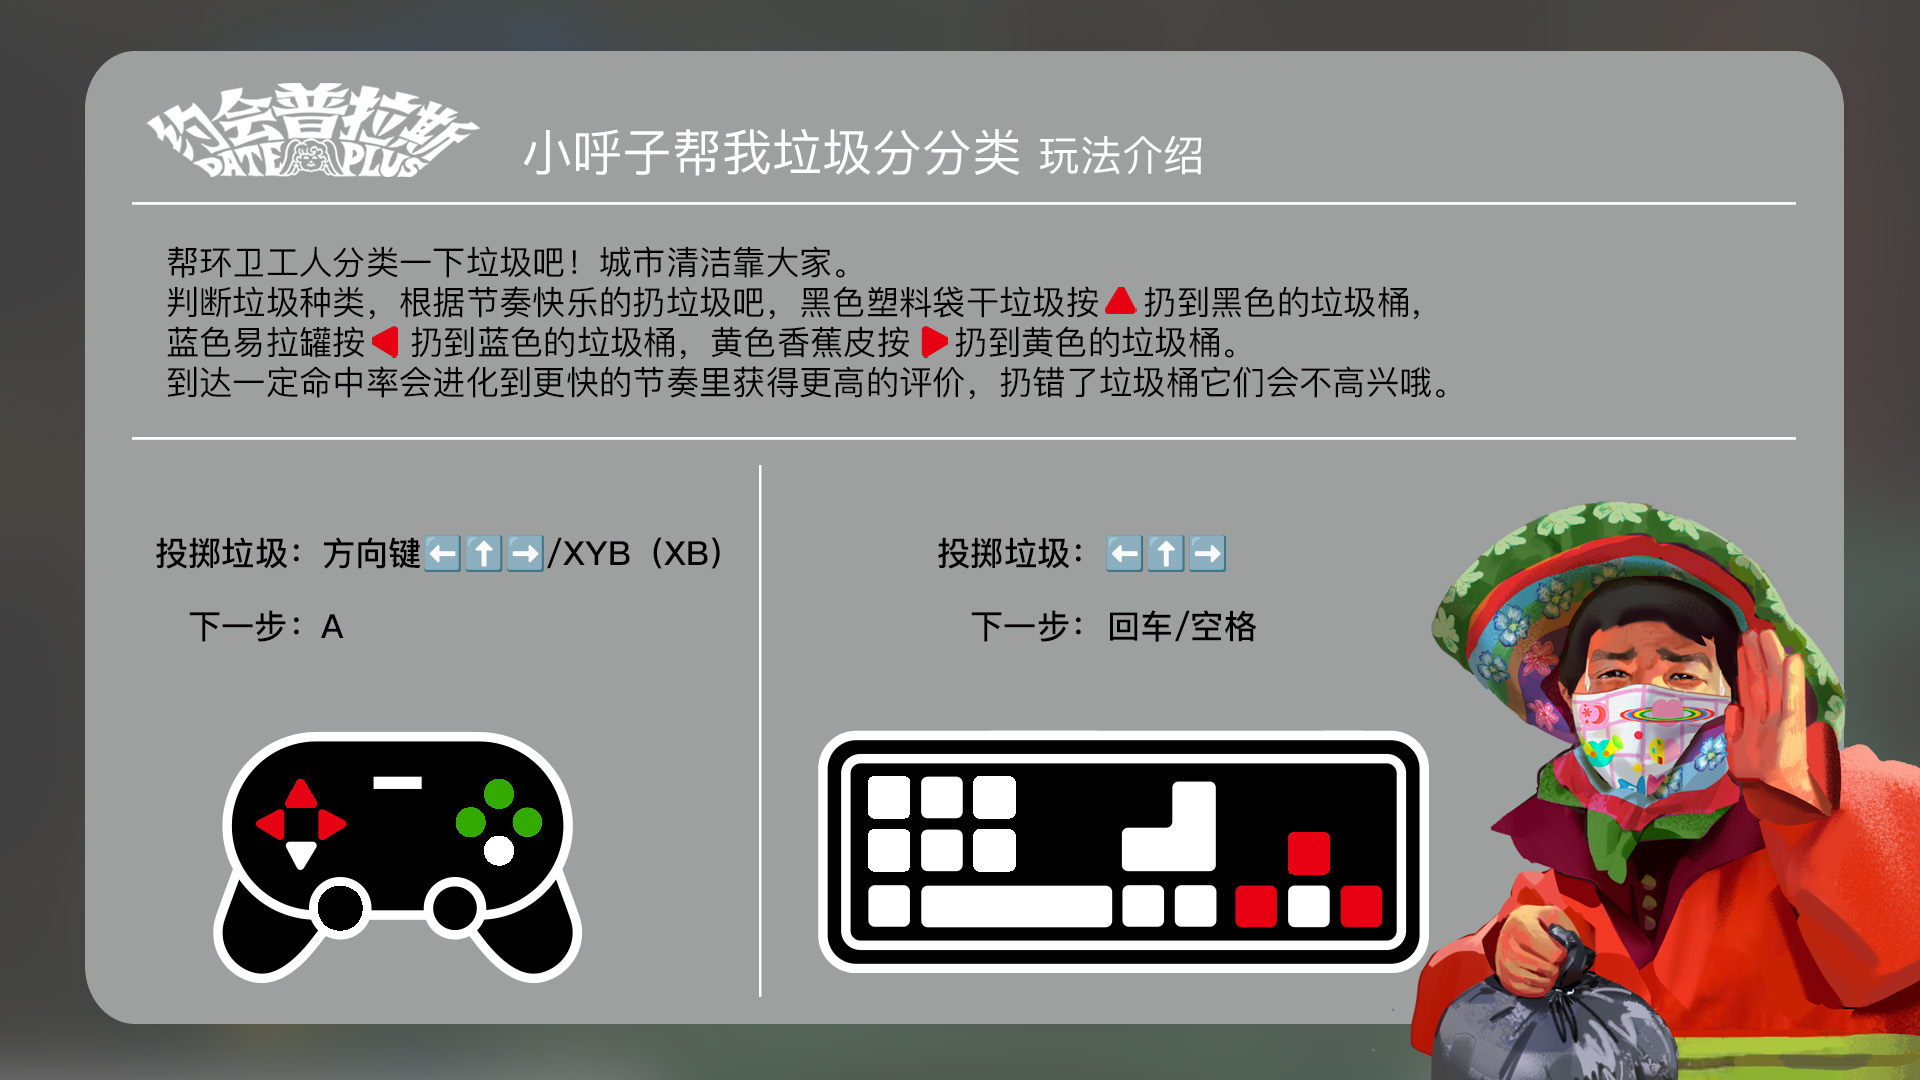 约会普拉斯
DATE PLUS
小呼子帮我垃圾分分类 玩法介绍
帮环卫工人分类一下垃圾吧！城市清洁靠大家。
判断垃圾种类，根据节奏快乐的扔垃圾吧，黑色塑料袋干垃圾按▲扔到黑色的垃圾桶，
蓝色易拉罐按◀扔到蓝色的垃圾桶，黄色香蕉皮按▶扔到黄色的垃圾桶。
到达一定命中率会进化到更快的节奏里获得更高的评价，扔错了垃圾桶它们会不高兴哦。
投掷垃圾：方向键⬅️⬆️➡️/XYB（XB）
下一步：A
投掷垃圾：⬅️⬆️➡️
下一步：回车/空格